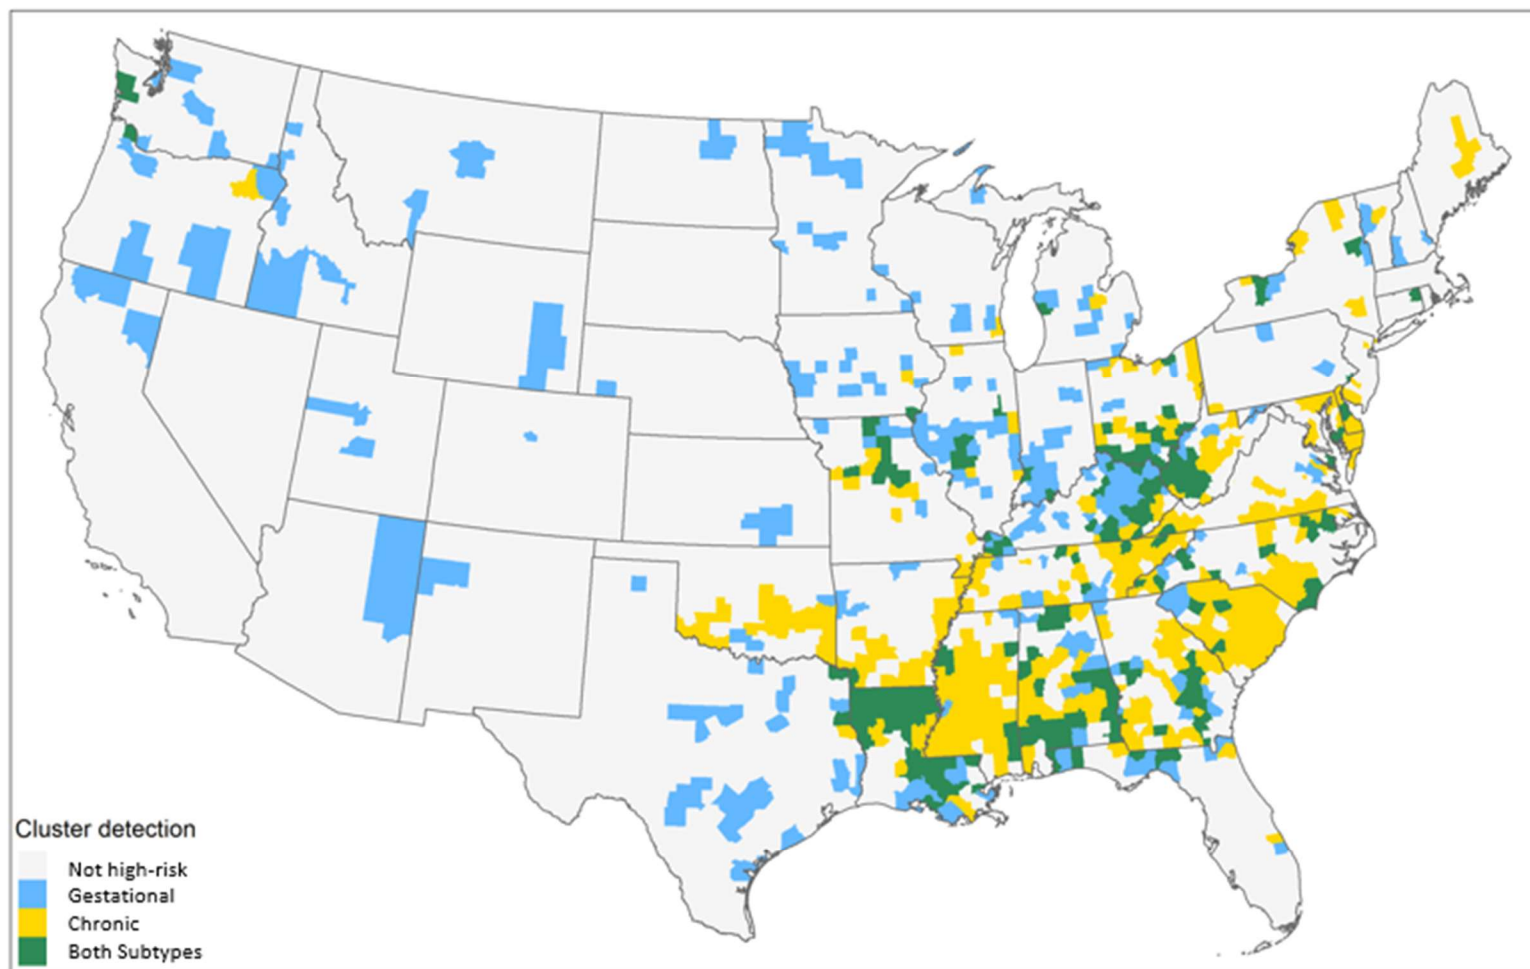 Cluster detection
Not high-risk
Gestational
Chronic
Both Subtypes